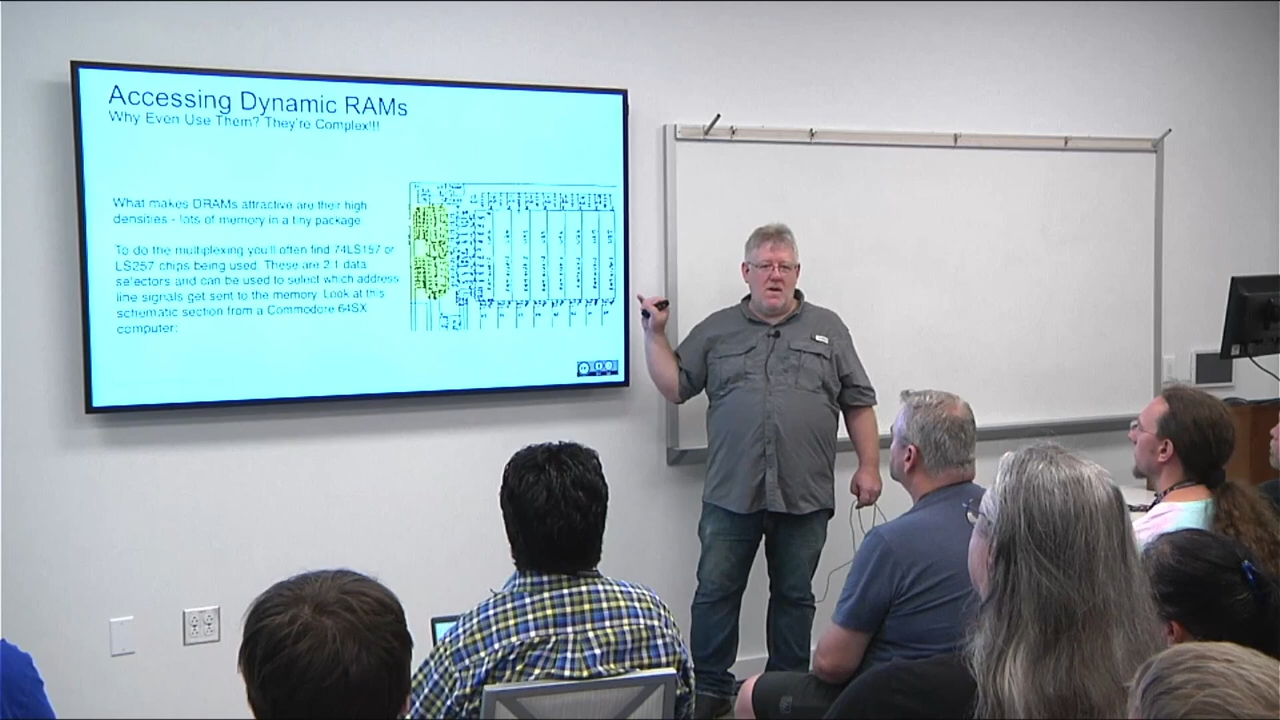 Accessing Dynamic RAMs
Why Even Use Them? They're Complex!!!
What makes DRAMs attractive are their high
densities - lots of memory in a tiny package
To do the multiplexing you'll often find 74LS157 or
LS257 chips being used. These are 2:1 data
selectors and can be used to select which address
line signals get sent to the memory. Look at this
schematic section from a Commodore 64SX
computer: